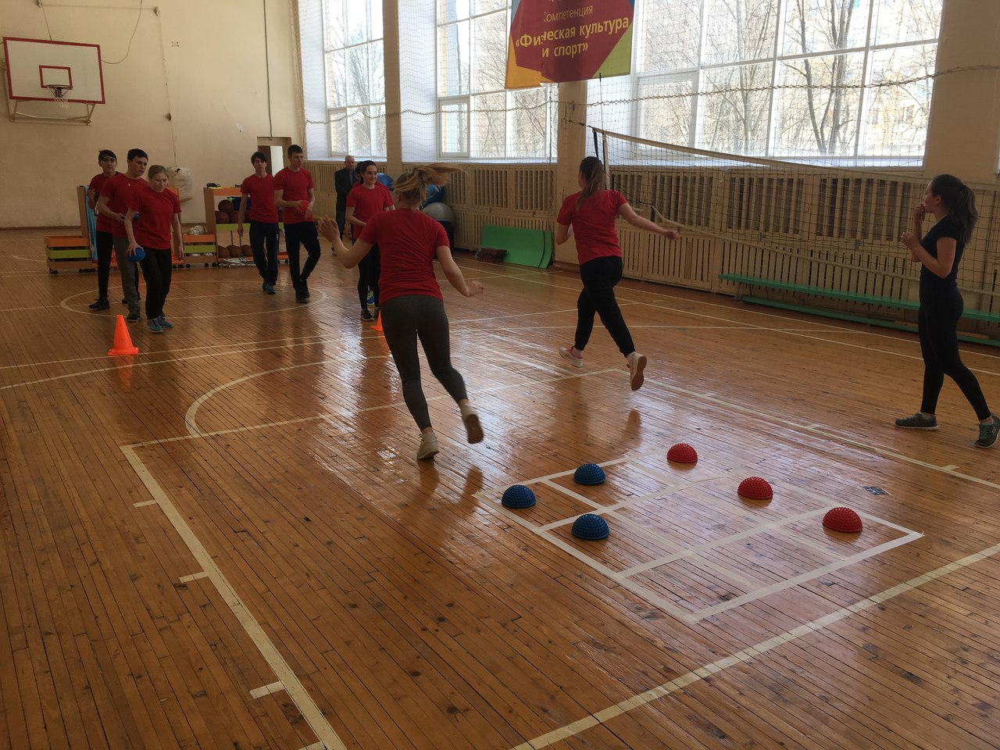 Компетенция
«Физическая культура
и спорт»